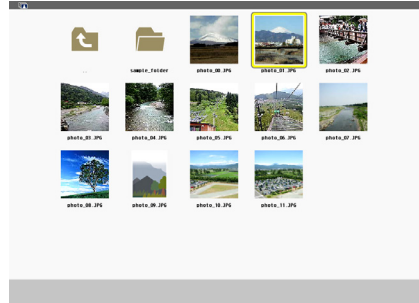 ..
sample_folder
photo_00.JPG
photo_01.JPG
photo_02.JPG
photo_03.JPG
photo_04.JPG
photo_05.JPG
photo_06.JPG
photo_07.JPG
photo_08.JPG
photo_09.JPG
photo_10.JPG
photo_11.JPG